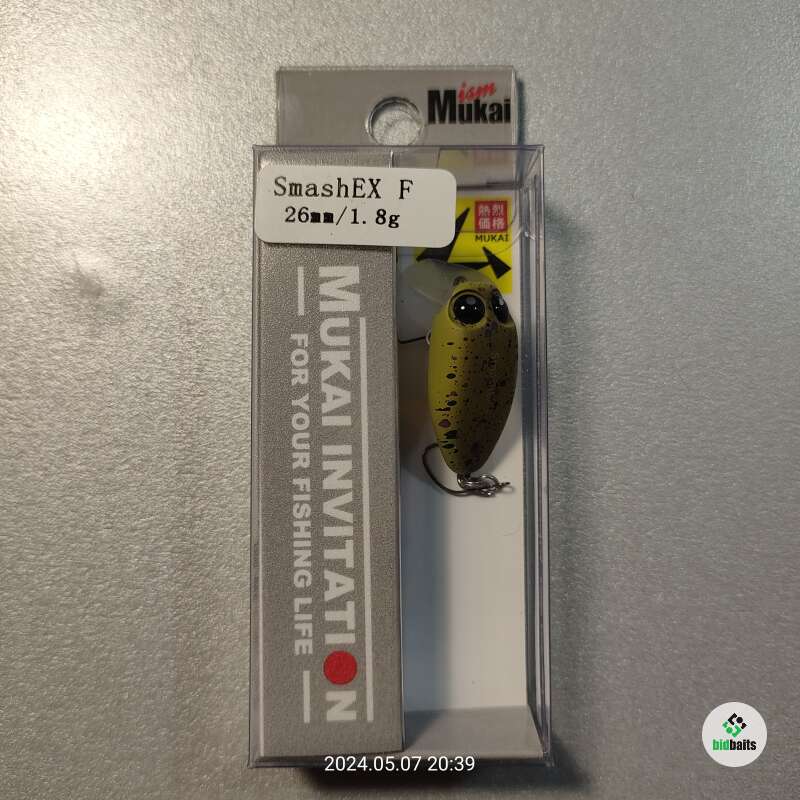 iam
Mukai
SmashEX F
26mm/1.8g
熱烈
価格
MUKAI
MUKAI INVITATION
FOR YOUR FISHING LIFE
bidbaits
2024.05.07 20:39